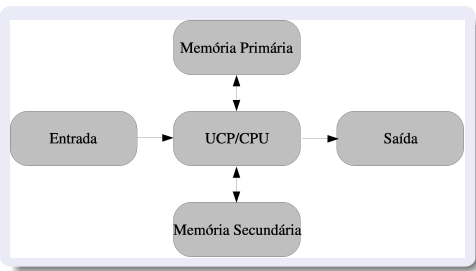 Memória Primária
Entrada
UCP/CPU
Saída
Memória Secundária